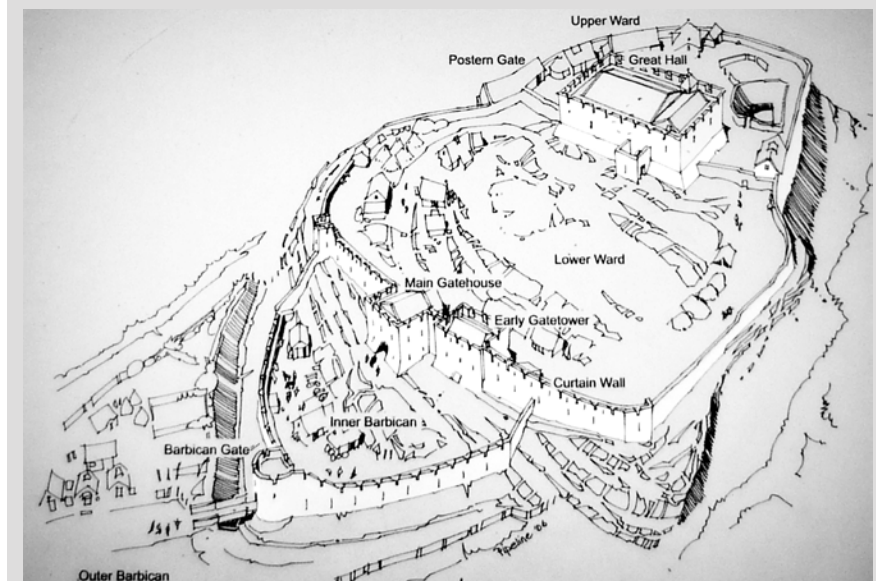 Upper Ward
Postern Gate
Great Hall
Lower Ward
Main Gatehouse
Early Gatetower
Curtain Wall
Inner Barbican
Barbican Gate
Outer Barbican